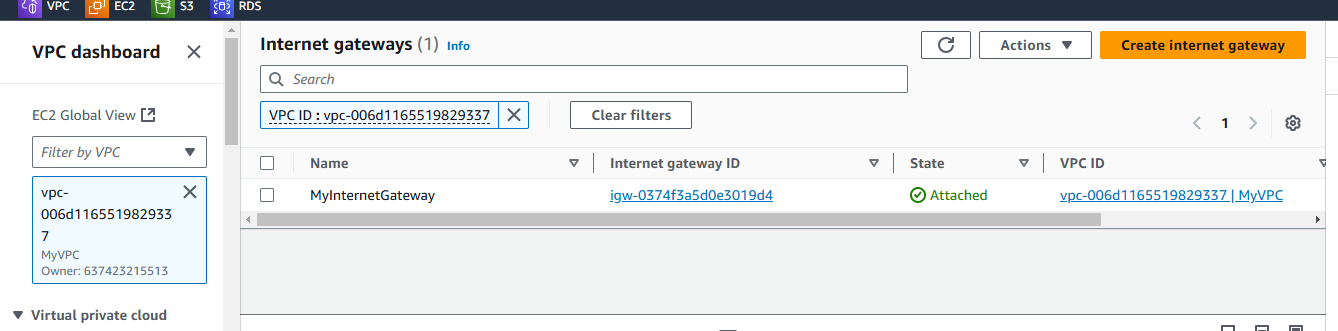 VPC EC2 S3 RDS
VPC dashboard
EC2 Global View
Filter by VPC
vpc-
006d116551982933
7
MyVPC
Owner: 637423215513
Virtual private cloud
Internet gateways (1) Info
Actions
Create internet gateway
Search
VPC ID : vpc-006d1165519829337
Clear filters
1
Name Internet gateway ID State VPC ID
MyInternetGateway igw-0374f3a5d0e3019d4 Attached vpc-006d1165519829337 | MyVPC